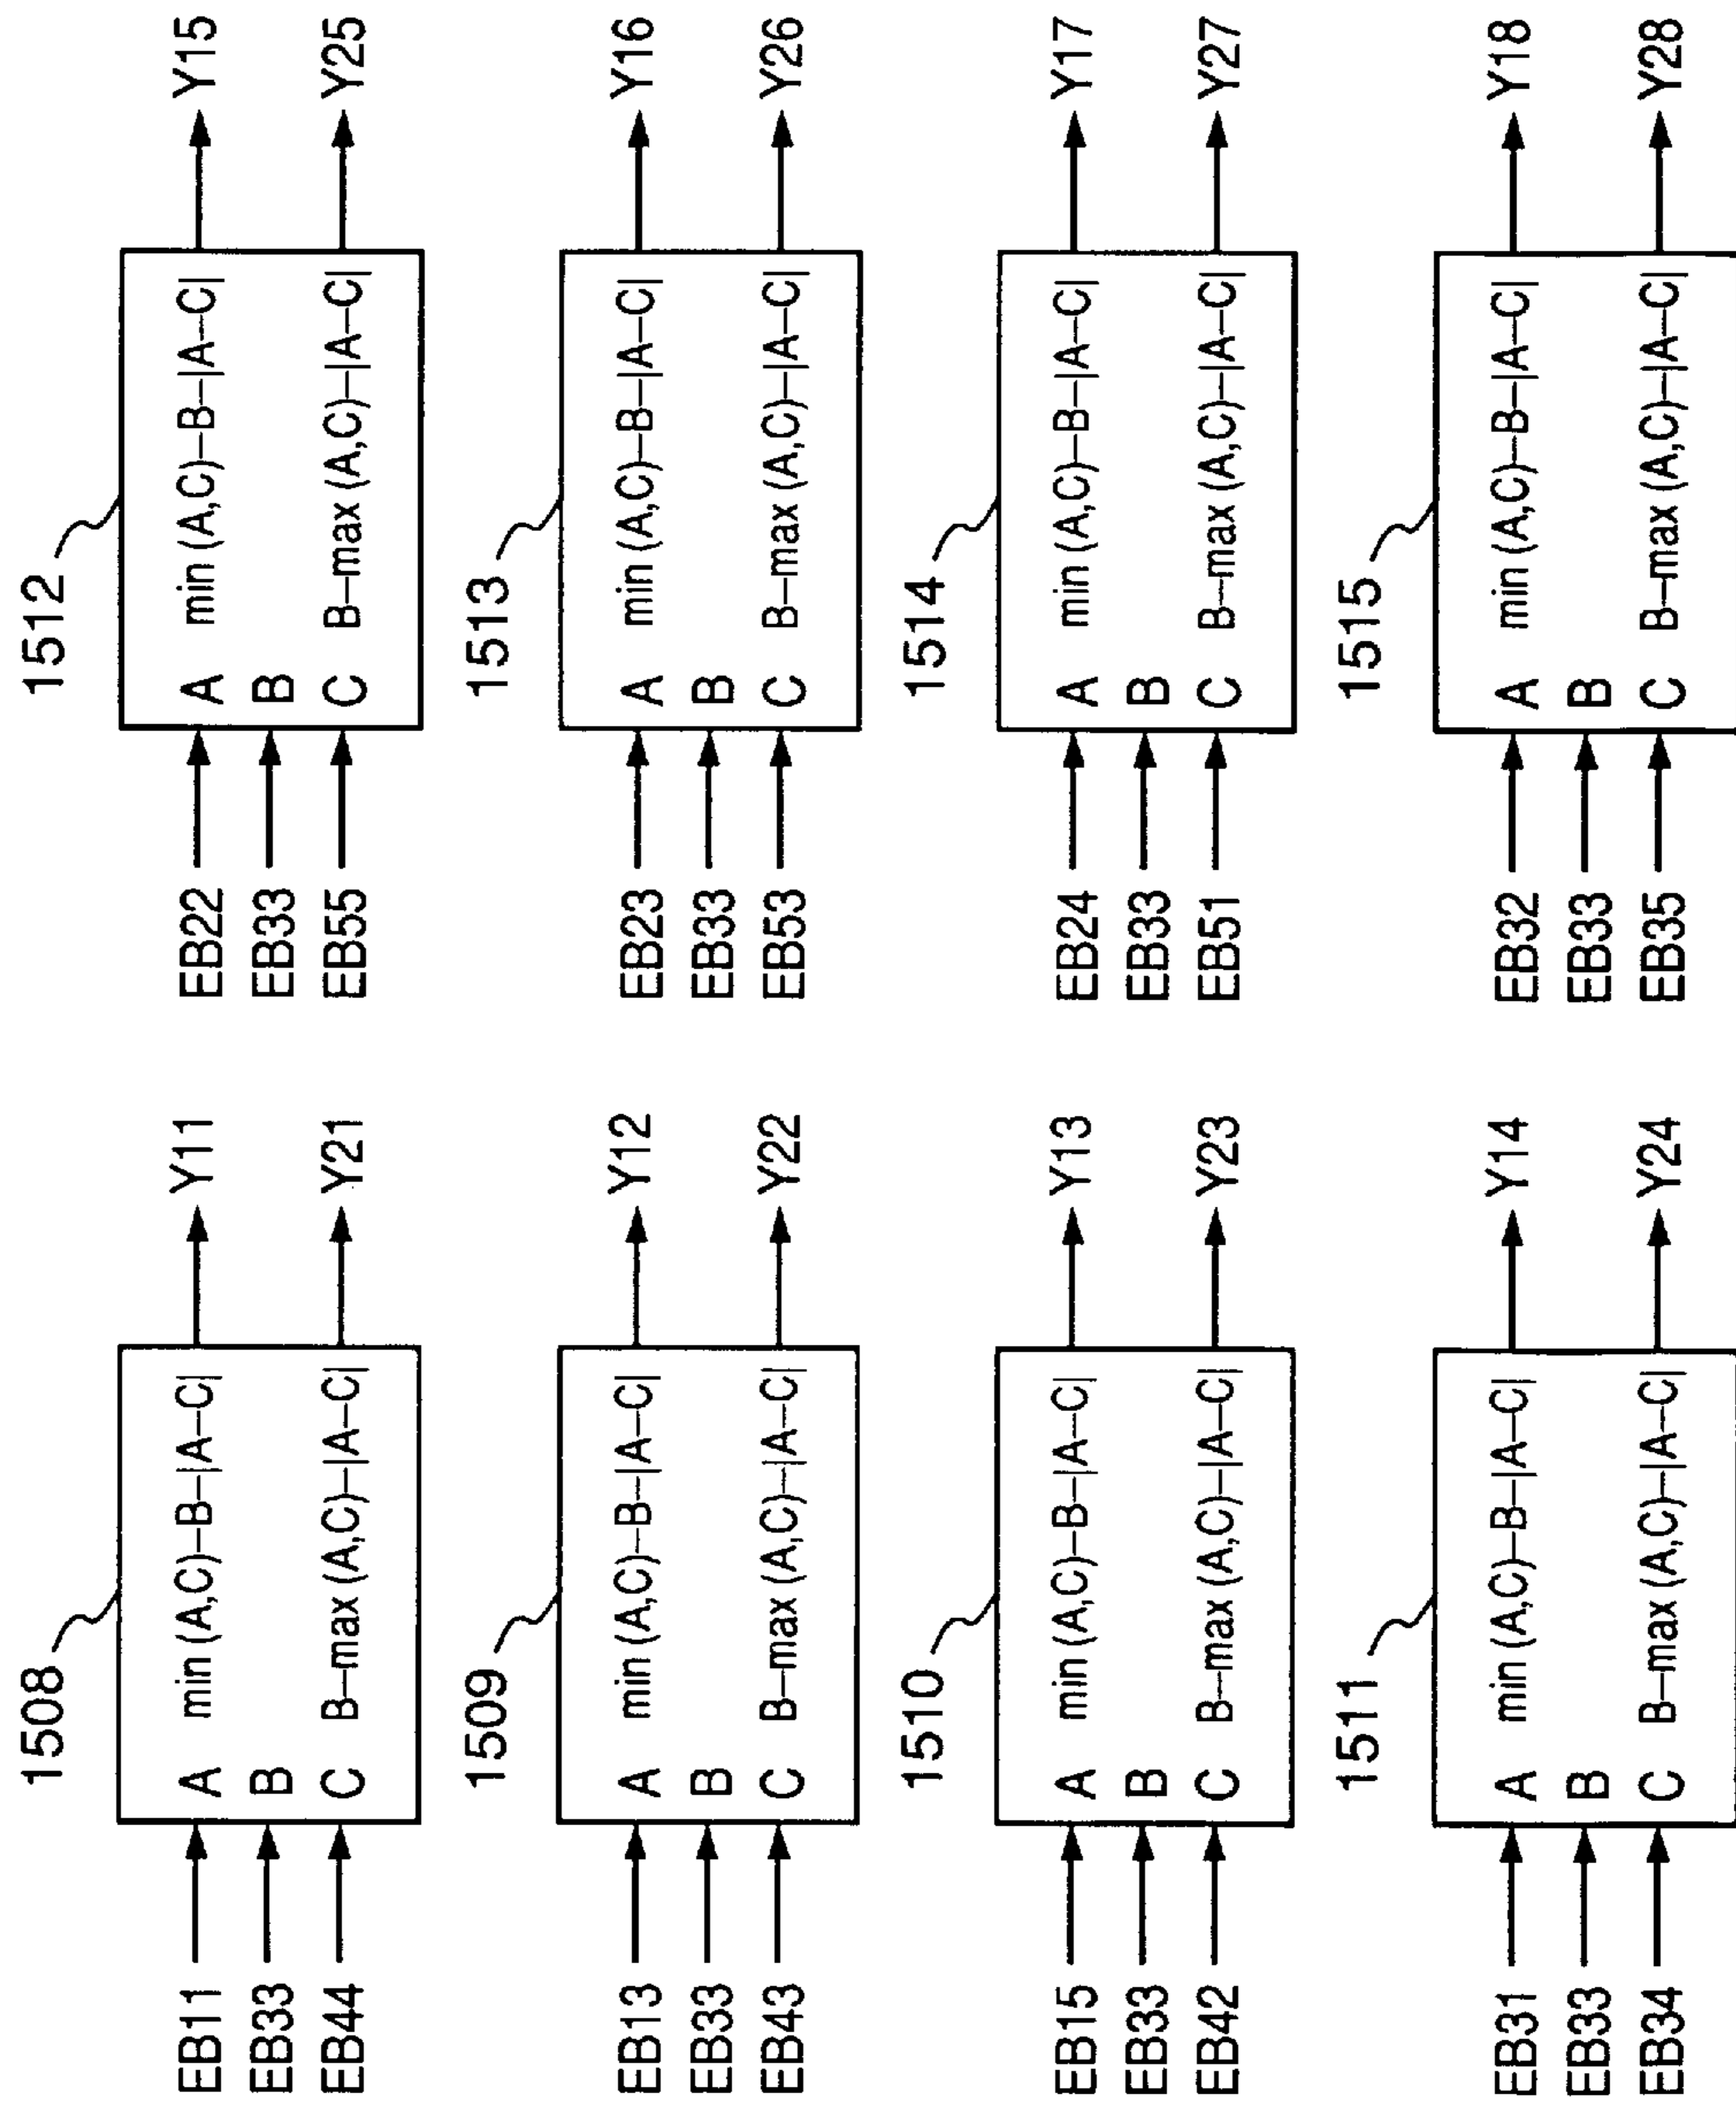 1508
EB11
EB33
EB44
A min (A,C)–B–|A–C|
B
C B–max (A,C)–|A–C|
Y11
Y21
1509
EB13
EB33
EB43
A min (A,C)–B–|A–C|
B
C B–max (A,C)–|A–C|
Y12
Y22
1510
EB15
EB33
EB42
A min (A,C)–B–|A–C|
B
C B–max (A,C)–|A–C|
Y13
Y23
1511
EB31
EB33
EB34
A min (A,C)–B–|A–C|
B
C B–max (A,C)–|A–C|
Y14
Y24
1512
EB22
EB33
EB55
A min (A,C)–B–|A–C|
B
C B–max (A,C)–|A–C|
Y15
Y25
1513
EB23
EB33
EB53
A min (A,C)–B–|A–C|
B
C B–max (A,C)–|A–C|
Y16
Y26
1514
EB24
EB33
EB51
A min (A,C)–B–|A–C|
B
C B–max (A,C)–|A–C|
Y17
Y27
1515
EB32
EB33
EB35
A min (A,C)–B–|A–C|
B
C B–max (A,C)–|A–C|
Y18
Y28